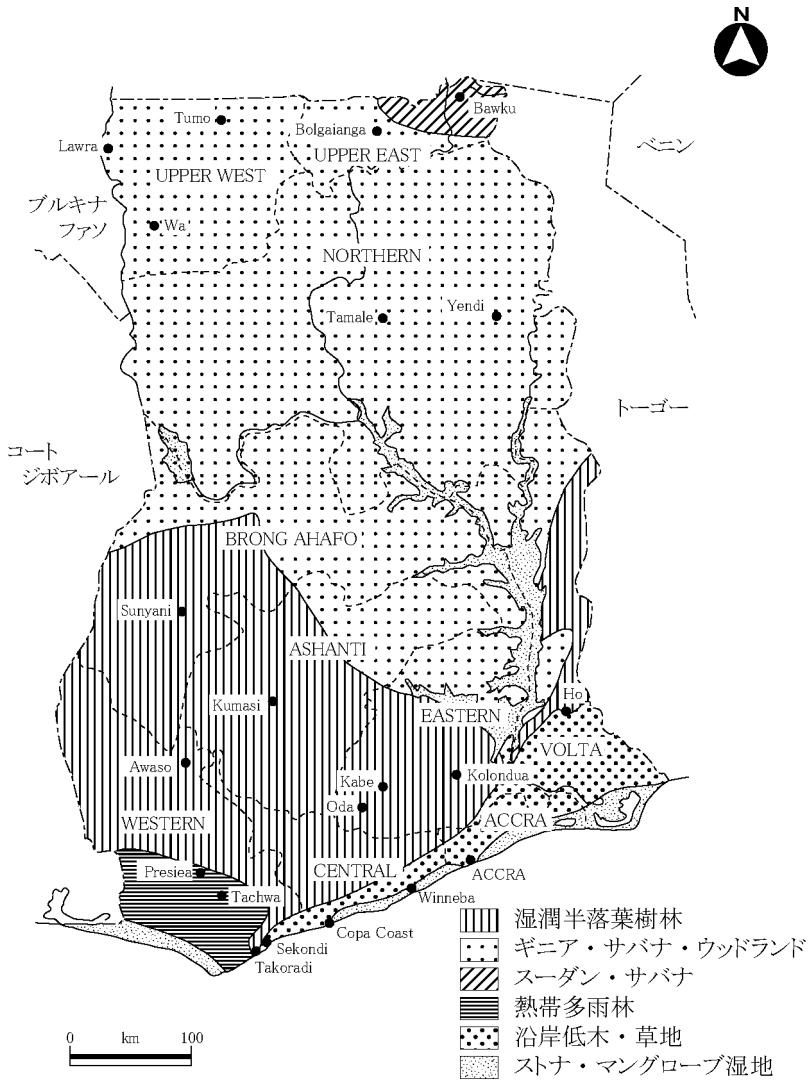 N
Bawku
Tumo
Bolgaianga
Lawra
UPPER EAST
ベニン
UPPER WEST
ブルキナ
ファソ
Wa
NORTHERN
Tamale
Yendi
トーゴー
コート
ジボアール
BRONG AHAFO
Sunyani
ASHANTI
Kumasi
Ho
EASTERN
VOLTA
Awaso
Kabe
Kolondua
Oda
WESTERN
ACCRA
CENTRAL
Presiea
ACCRA
Tachwa
Winneba
Copa Coast
Sekondi
Takoradi
湿潤半落葉樹林
ギニア・サバナ・ウッドランド
スーダン・サバナ
熱帯多雨林
沿岸低木・草地
ストナ・マングローブ湿地
0 km 100